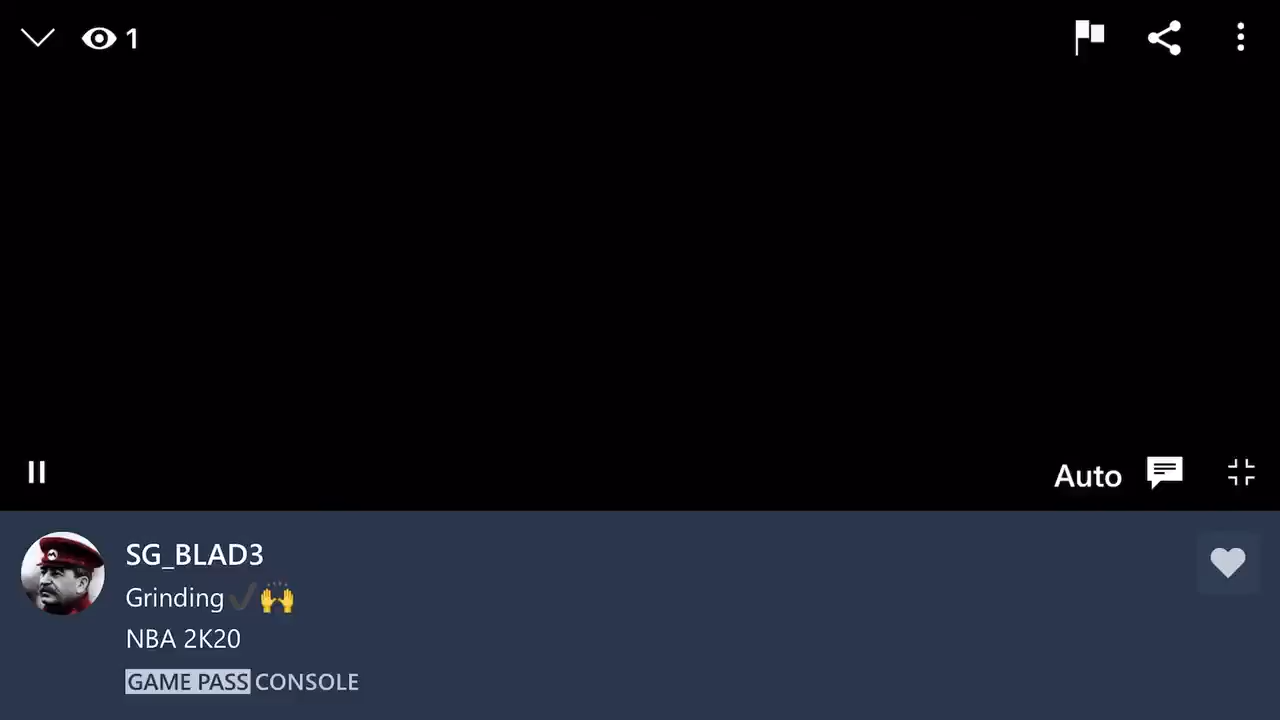 1
Auto
SG_BLAD3
Grinding✔️🙌
NBA 2K20
GAME PASS CONSOLE